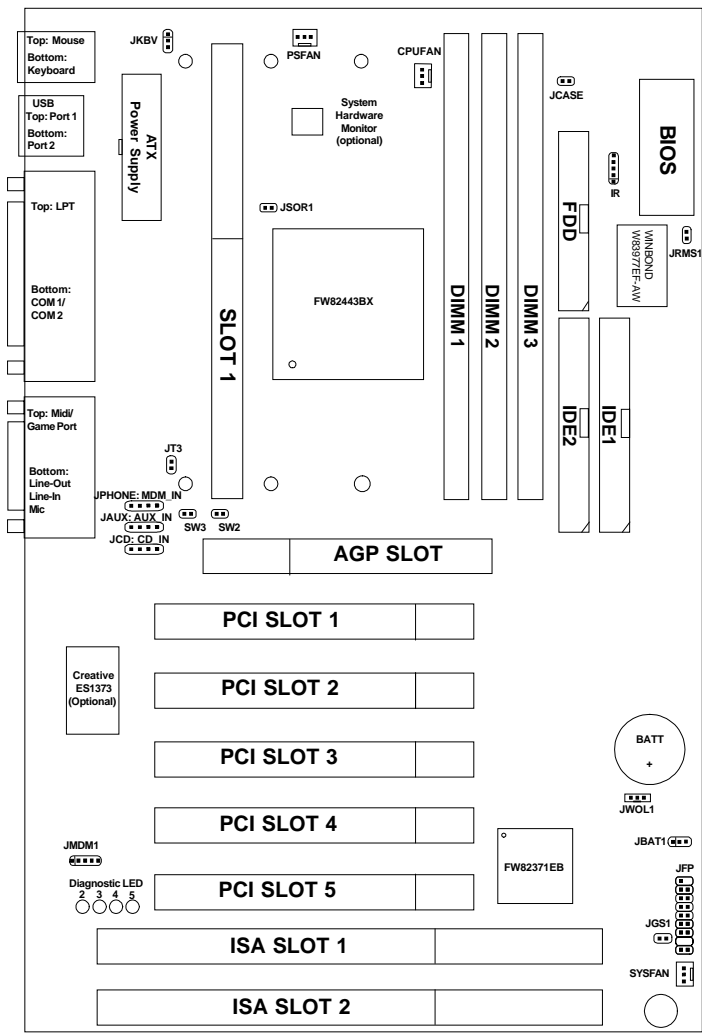 Top: Mouse
Bottom:
Keyboard
JKBV
PSFAN
CPUFAN
USB
Top: Port 1
Bottom:
Port 2
ATX
Power Supply
System
Hardware
Monitor
(optional)
JCASE
BIOS
IR
FDD
WINBOND
W83977EF-AW
JRMS1
Top: LPT
Bottom:
COM 1/
COM 2
JSOR1
FW82443BX
SLOT 1
DIMM 1
DIMM 2
DIMM 3
IDE2
IDE1
Top: Midi/
Game Port
Bottom:
Line-Out
Line-In
Mic
JT3
JPHONE: MDM_IN
JAUX: AUX_IN
JCD: CD_IN
SW3
SW2
AGP SLOT
PCI SLOT 1
Creative
ES1373
(Optional)
PCI SLOT 2
BATT
+
PCI SLOT 3
JWOL1
PCI SLOT 4
JMDM1
FW82371EB
JBAT1
JFP
Diagnostic LED
2 3 4 5
PCI SLOT 5
JGS1
ISA SLOT 1
SYSFAN
ISA SLOT 2